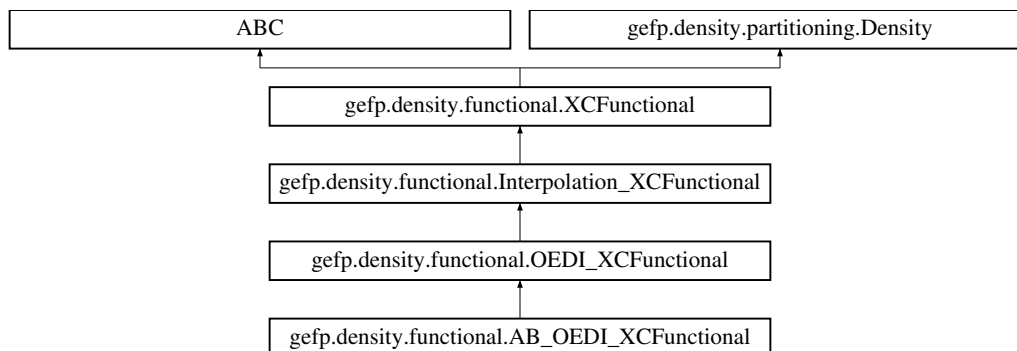 ABC
gefp.density.partitioning.Density
gefp.density.functional.XCFunctional
gefp.density.functional.Interpolation_XCFunctional
gefp.density.functional.OEDI_XCFunctional
gefp.density.functional.AB_OEDI_XCFunctional